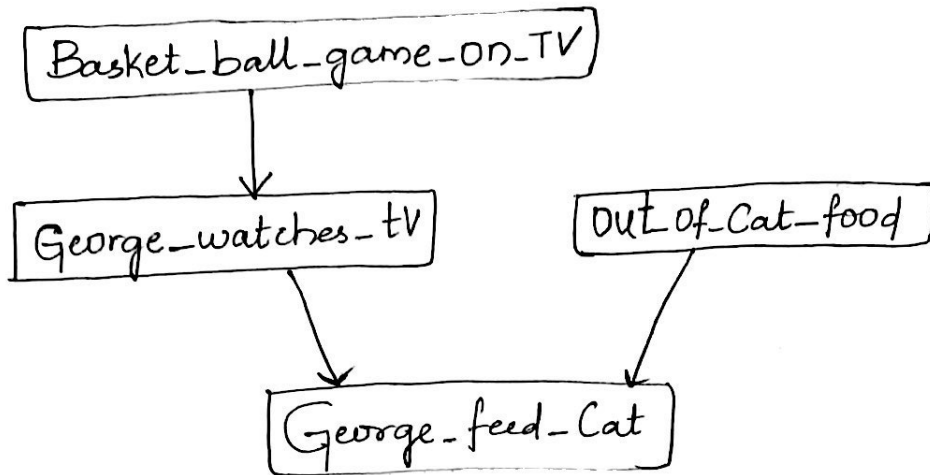 Basket_ball_game_on_TV
George_watches_tV
out_of_Cat_food
George_feed_Cat